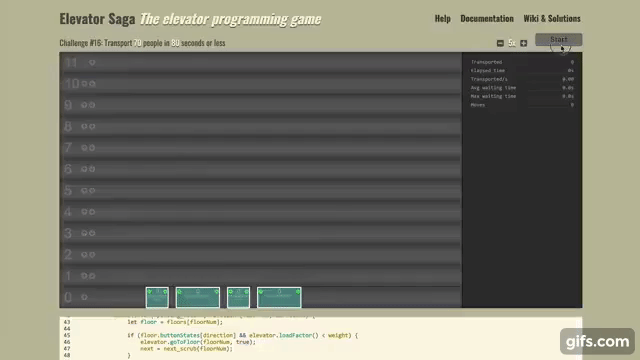 Elevator Saga The elevator programming game
Help Documentation Wiki & Solutions
Challenge #16: Transport 70 people in 80 seconds or less
5x
Start
11
10
9
8
7
6
5
4
3
2
1
0
Transported 0
Elapsed time 0s
Transported/s 0.00
Avg waiting time 0.0s
Max waiting time 0.0s
Moves 0
43 let floor = floors[floorNum];
44
45 if (floor.buttonStates[direction] && elevator.loadFactor() < weight) {
46 elevator.goToFloor(floorNum, true);
47 next = next_scrub(floorNum);
48 }
gifs.com